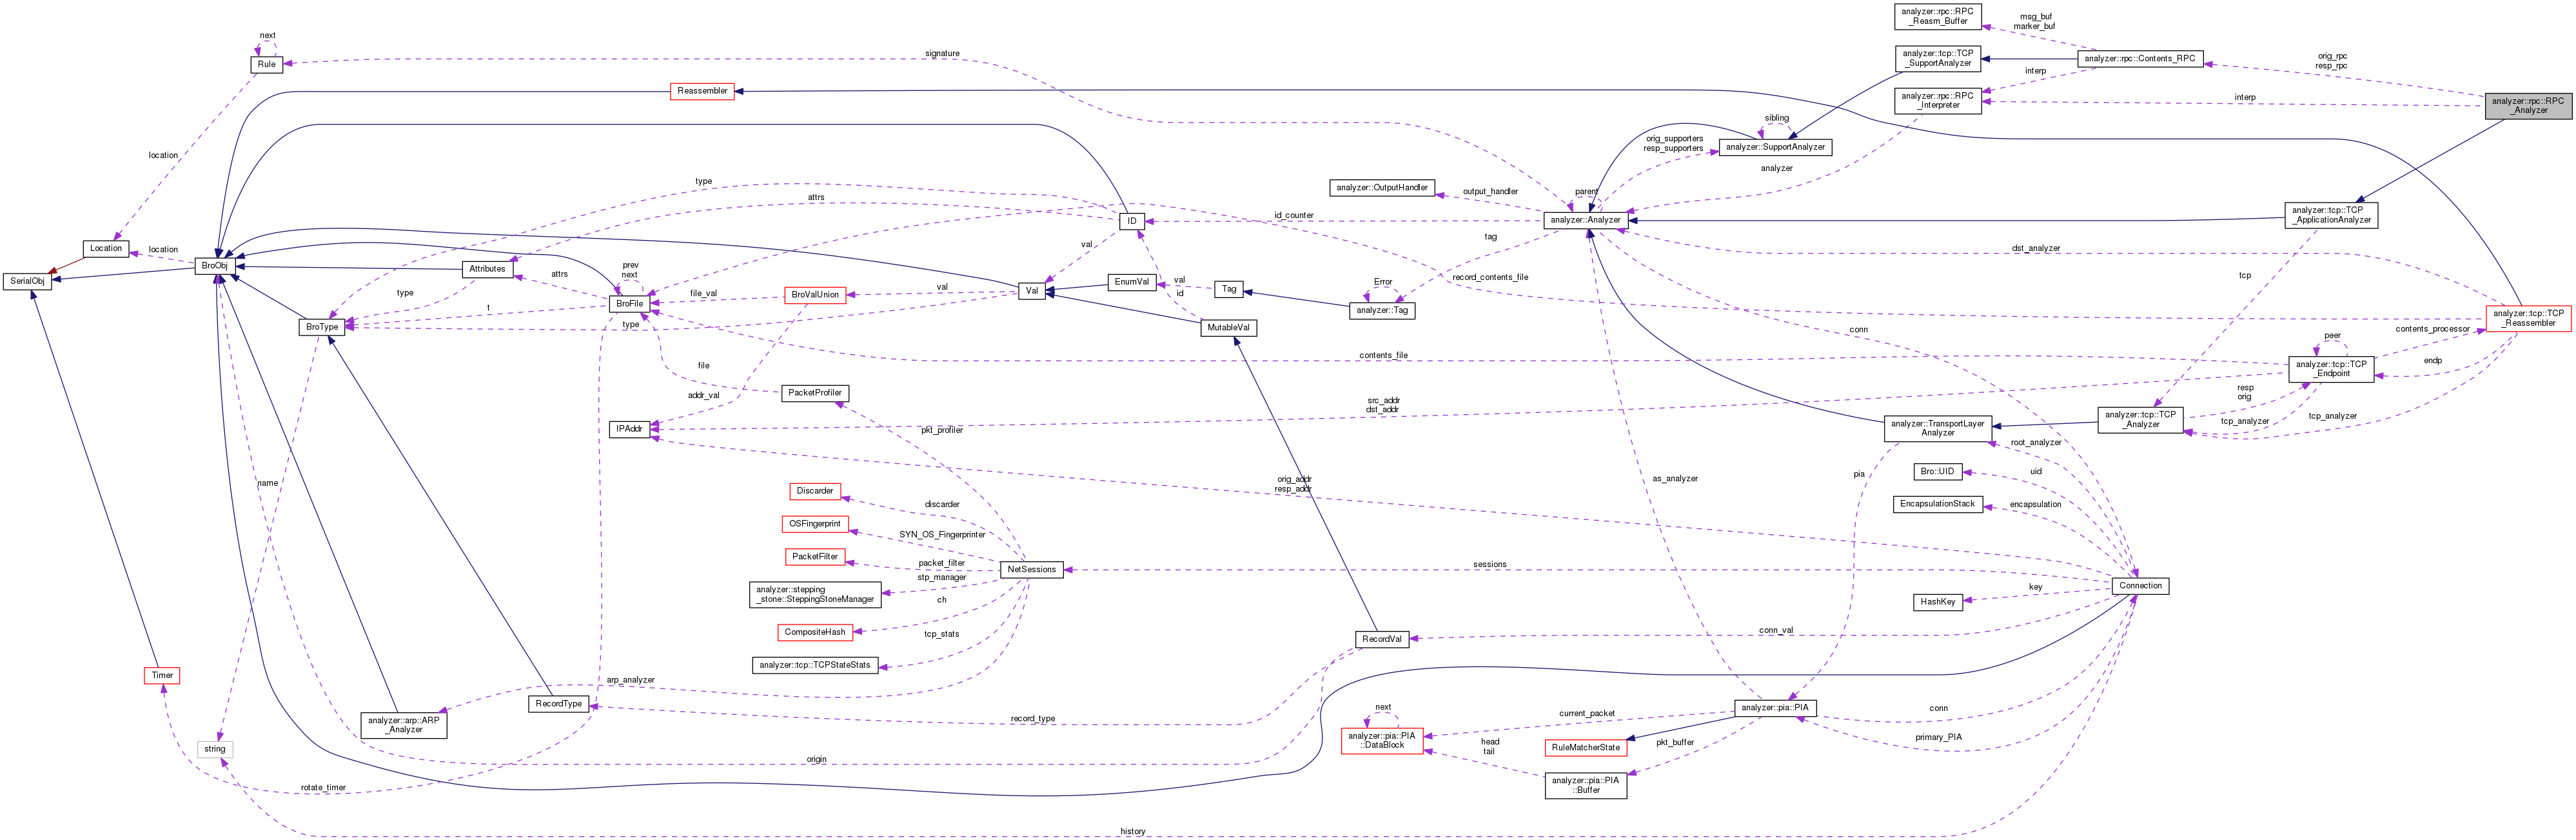 analyzer::rpc::RPC
_Reasm_Buffer
msg_buf
marker_buf
next
signature
Rule
analyzer::tcp::TCP
_SupportAnalyzer
analyzer::rpc::Contents_RPC
orig_rpc
resp_rpc
interp
Reassembler
analyzer::rpc::RPC
_Interpreter
interp
analyzer::rpc::RPC
_Analyzer
sibling
orig_supporters
resp_supporters
analyzer::SupportAnalyzer
location
analyzer
type
analyzer::OutputHandler
output_handler
parent
attrs
id_counter
ID
analyzer::Analyzer
analyzer::tcp::TCP
_ApplicationAnalyzer
tag
val
dst_analyzer
Location
location
BroObj
Attributes
attrs
prev
next
SerialObj
type
file_val
BroValUnion
val
Val
EnumVal
val
id
Tag
Error
record_contents_file
tcp
BroFile
t
analyzer::Tag
analyzer::tcp::TCP
_Reassembler
BroType
type
MutableVal
conn
contents_processor
peer
contents_file
endp
file
analyzer::tcp::TCP
_Endpoint
PacketProfiler
addr_val
resp
orig
src_addr
dst_addr
IPAddr
pkt_profiler
analyzer::TransportLayer
Analyzer
analyzer::tcp::TCP
_Analyzer
tcp_analyzer
tcp_analyzer
root_analyzer
Bro::UID
uid
pia
as_analyzer
name
orig_addr
resp_addr
Discarder
discarder
EncapsulationStack
encapsulation
OSFingerprint
SYN_OS_Fingerprinter
PacketFilter
packet_filter
NetSessions
sessions
stp_manager
analyzer::stepping
_stone::SteppingStoneManager
Connection
key
HashKey
ch
CompositeHash
tcp_stats
RecordVal
conn_val
analyzer::tcp::TCPStateStats
Timer
arp_analyzer
RecordType
record_type
analyzer::arp::ARP
_Analyzer
analyzer::pia::PIA
next
current_packet
conn
analyzer::pia::PIA
::DataBlock
RuleMatcherState
pkt_buffer
primary_PIA
head
tail
string
origin
analyzer::pia::PIA
::Buffer
rotate_timer
history